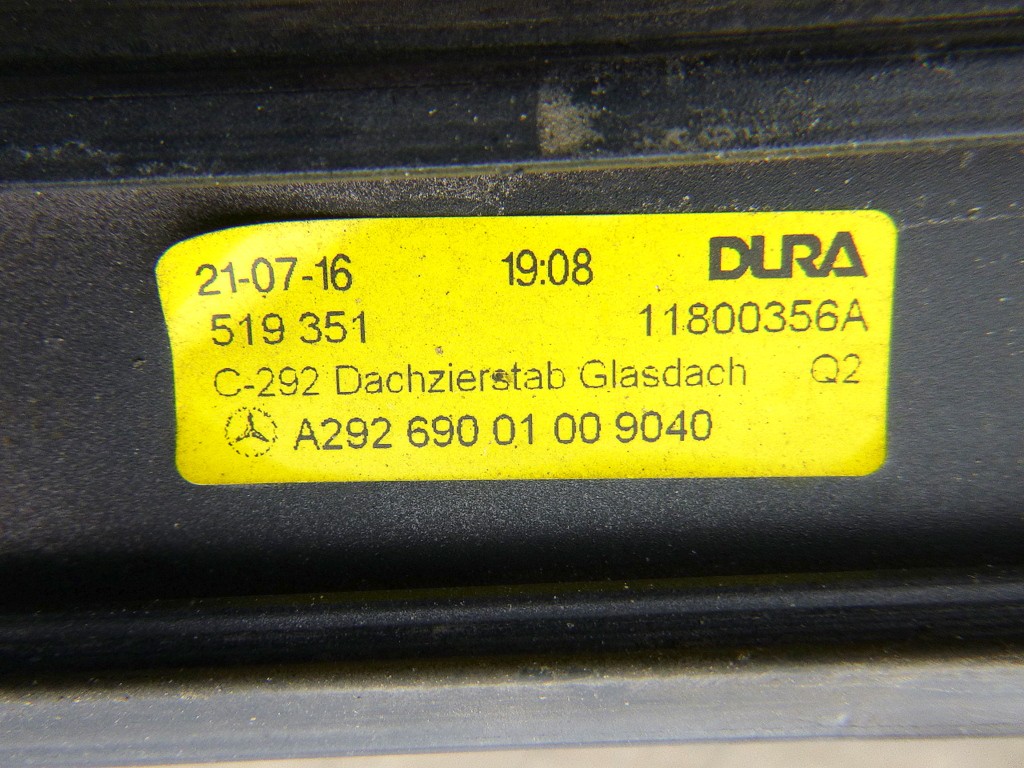 21-07-16 19:08 DURA
519 351 11800356A
C-292 Dachzierstab Glasdach Q2
A292 690 01 00 9040